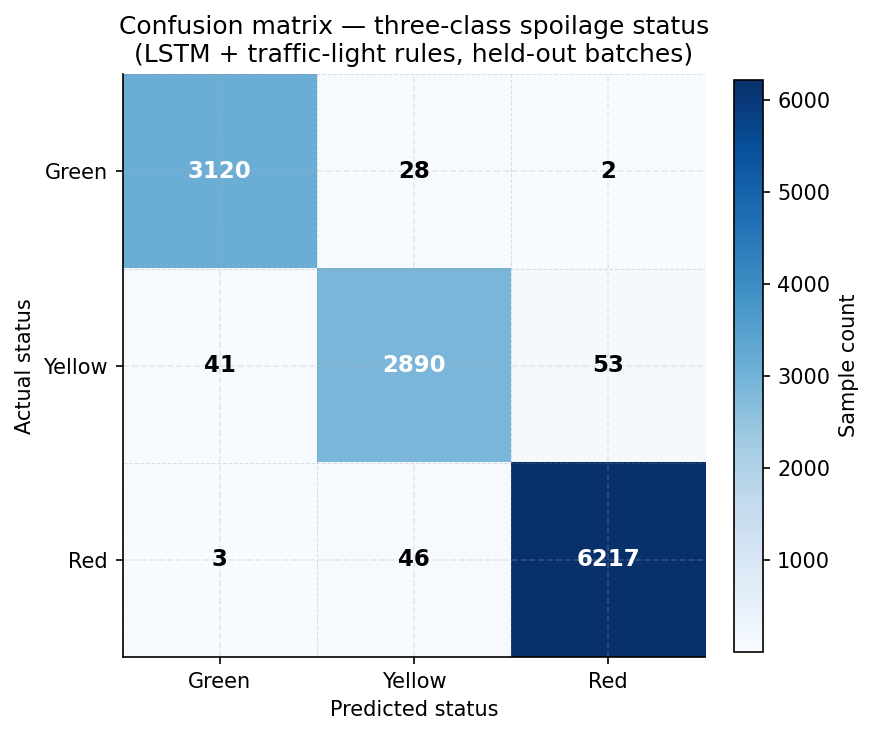 Confusion matrix — three-class spoilage status
(LSTM + traffic-light rules, held-out batches)
Green 3120 28 2
Yellow 41 2890 53
Red 3 46 6217
Green Yellow Red
Predicted status
Actual status
6000
5000
4000
3000
2000
1000
Sample count